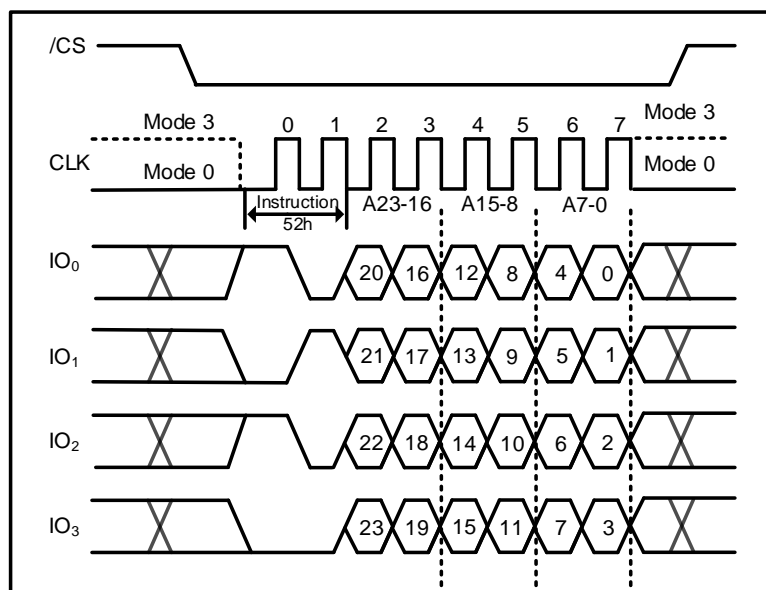 /CS
Mode 3
0 1 2 3 4 5 6 7
Mode 3
CLK
Mode 0
Mode 0
Instruction
52h
A23-16 A15-8 A7-0
IO₀
20 16 12 8 4 0
IO₁
21 17 13 9 5 1
IO₂
22 18 14 10 6 2
IO₃
23 19 15 11 7 3